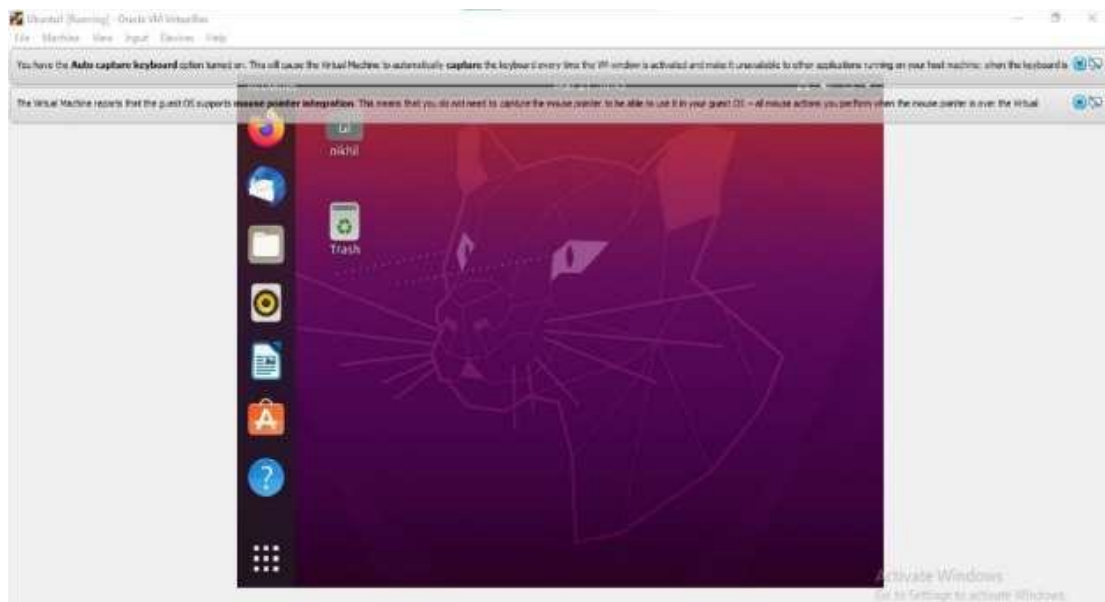 Ubuntu1 [Running] - Oracle VM VirtualBox
File Machine View Input Devices Help
You have the Auto capture keyboard option turned on. This will cause the Virtual Machine to automatically capture the keyboard every time the VM window is activated and make it unavailable to other applications running on your host machine: when the keyboard is
The Virtual Machine reports that the guest OS supports mouse pointer integration. This means that you do not need to capture the mouse pointer to be able to use it in your guest OS -- all mouse actions you perform when the mouse pointer is over the Virtual
nikhil
Trash
Activate Windows
Go to Settings to activate Windows.